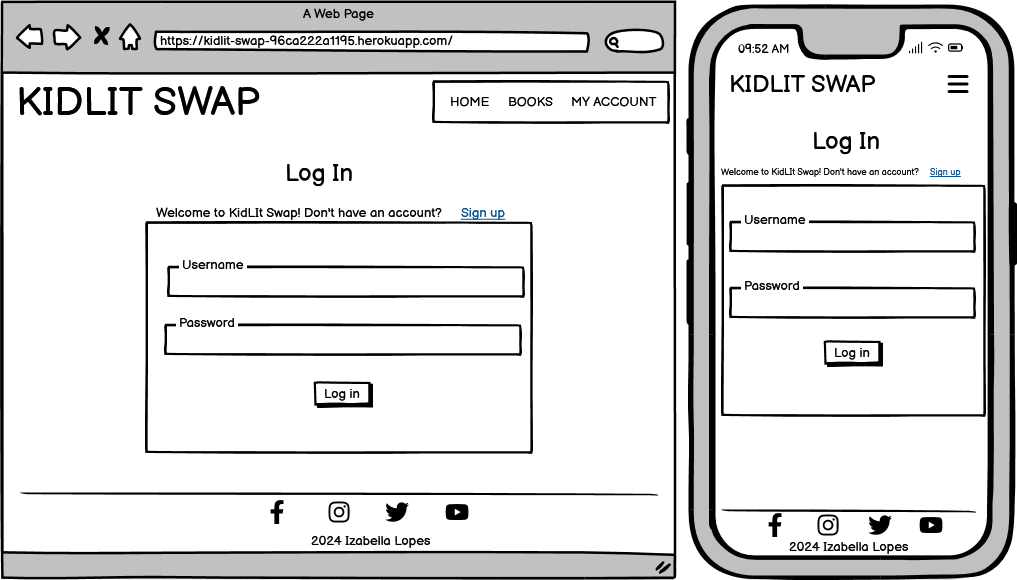 A Web Page
https://kidlit-swap-96ca222a1195.herokuapp.com/
KIDLIT SWAP
HOME BOOKS MY ACCOUNT
Log In
Welcome to KidLIt Swap! Don't have an account? Sign up
Username
Password
Log in
2024 Izabella Lopes
09:52 AM
KIDLIT SWAP
Log In
Welcome to KidLIt Swap! Don't have an account? Sign up
Username
Password
Log in
2024 Izabella Lopes